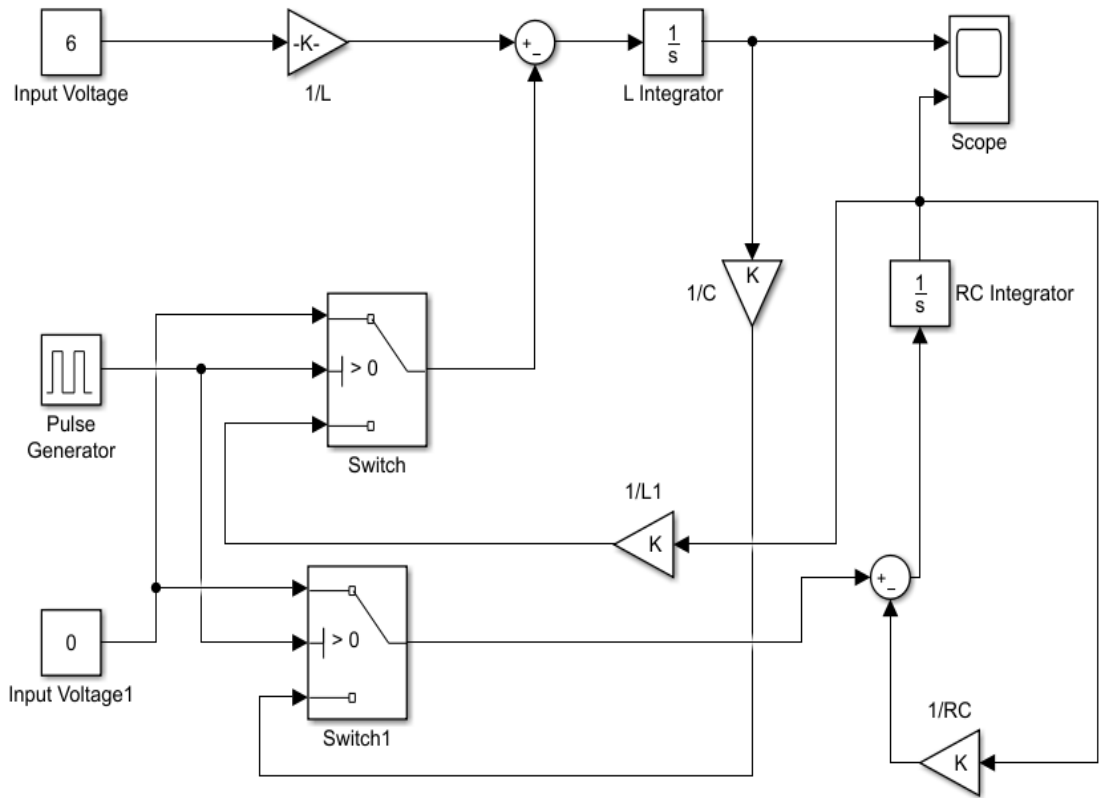 6
Input Voltage
-K-
1/L
+
−
1
s
L Integrator
Scope
K
1/C
1
s
RC Integrator
> 0
Switch
Pulse
Generator
1/L1
K
+
−
0
Input Voltage1
> 0
Switch1
1/RC
K